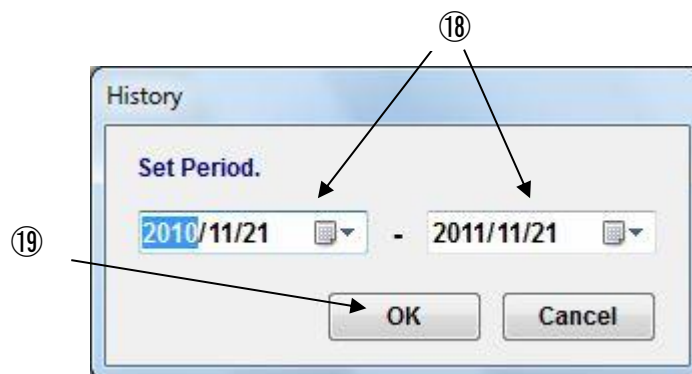 ⑱
History
Set Period.
2010/11/21 - 2011/11/21
⑲
OK Cancel